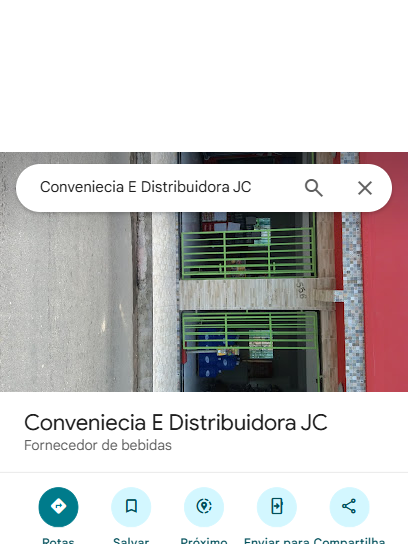 Conveniecia E Distribuidora JC
Conveniecia E Distribuidora JC
Fornecedor de bebidas
Rotas Salvar Próximo Enviar para Compartilha